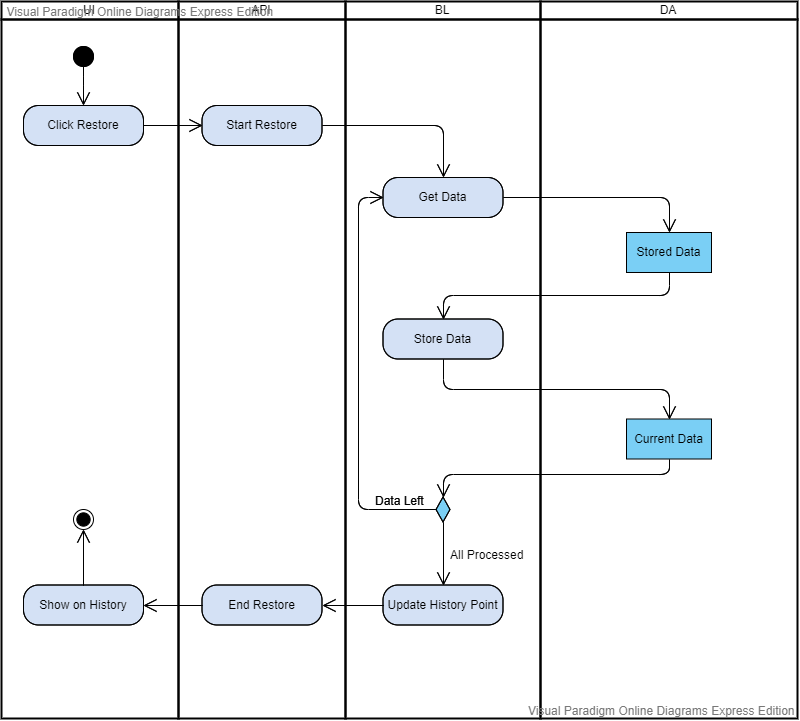 Visual Paradigm Online Diagrams Express Edition
UI
API
BL
DA
Click Restore
Start Restore
Get Data
Stored Data
Store Data
Current Data
Data Left
All Processed
Show on History
End Restore
Update History Point
Visual Paradigm Online Diagrams Express Edition